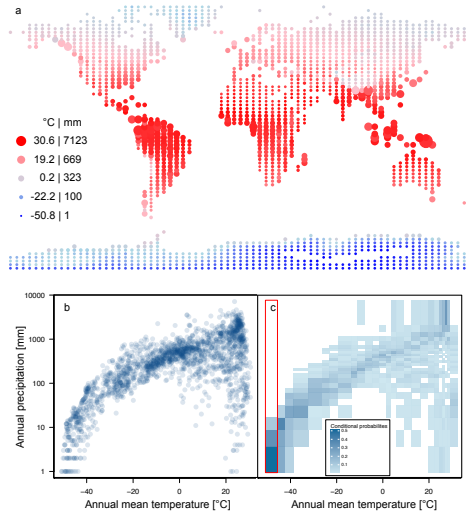 a
°C | mm
30.6 | 7123
19.2 | 669
0.2 | 323
-22.2 | 100
-50.8 | 1
b
c
10000
1000
100
10
1
Annual precipitation [mm]
Conditional probabilites
0.5
0.4
0.3
0.2
0.1
−40 −20 0 20
−40 −20 0 20
Annual mean temperature [°C]
Annual mean temperature [°C]